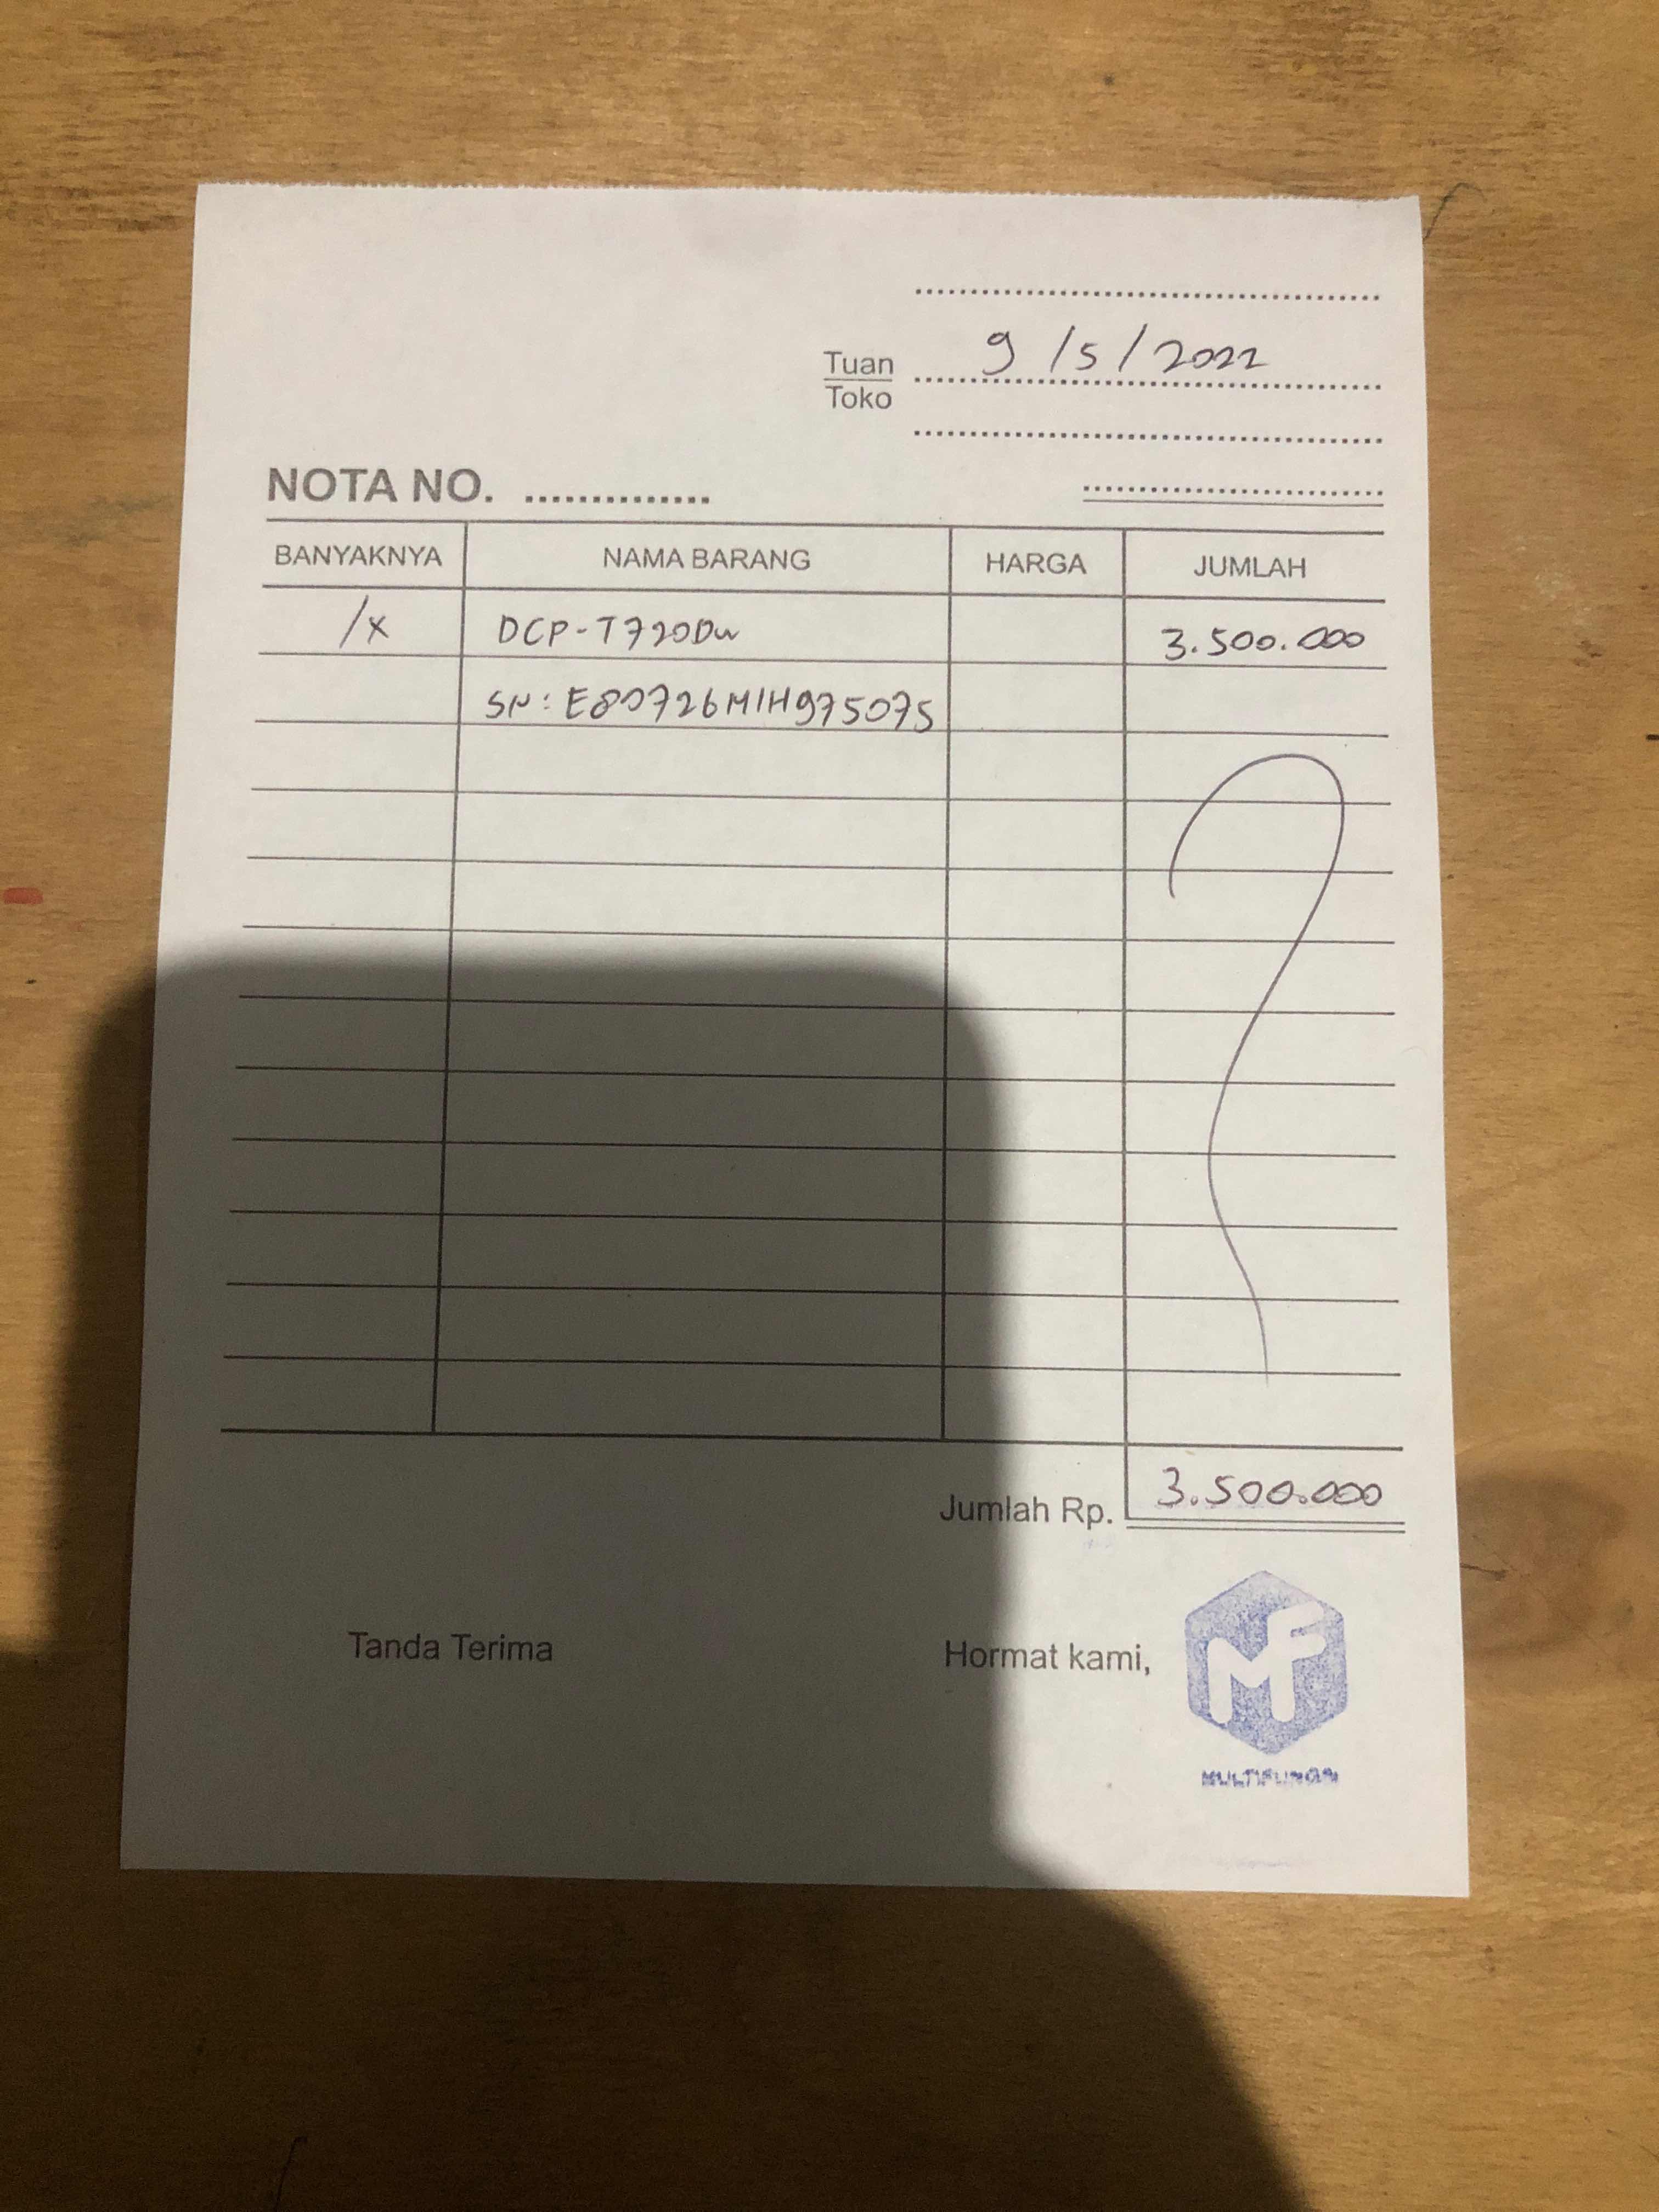 9/5/2022
Tuan
Toko
NOTA NO. ..............
BANYAKNYA NAMA BARANG HARGA JUMLAH
1x DCP-T720DW 3.500.000
SN: E80726M1H975075
Jumlah Rp. 3.500.000
Tanda Terima Hormat kami,
MF
MULTIFUNGSI